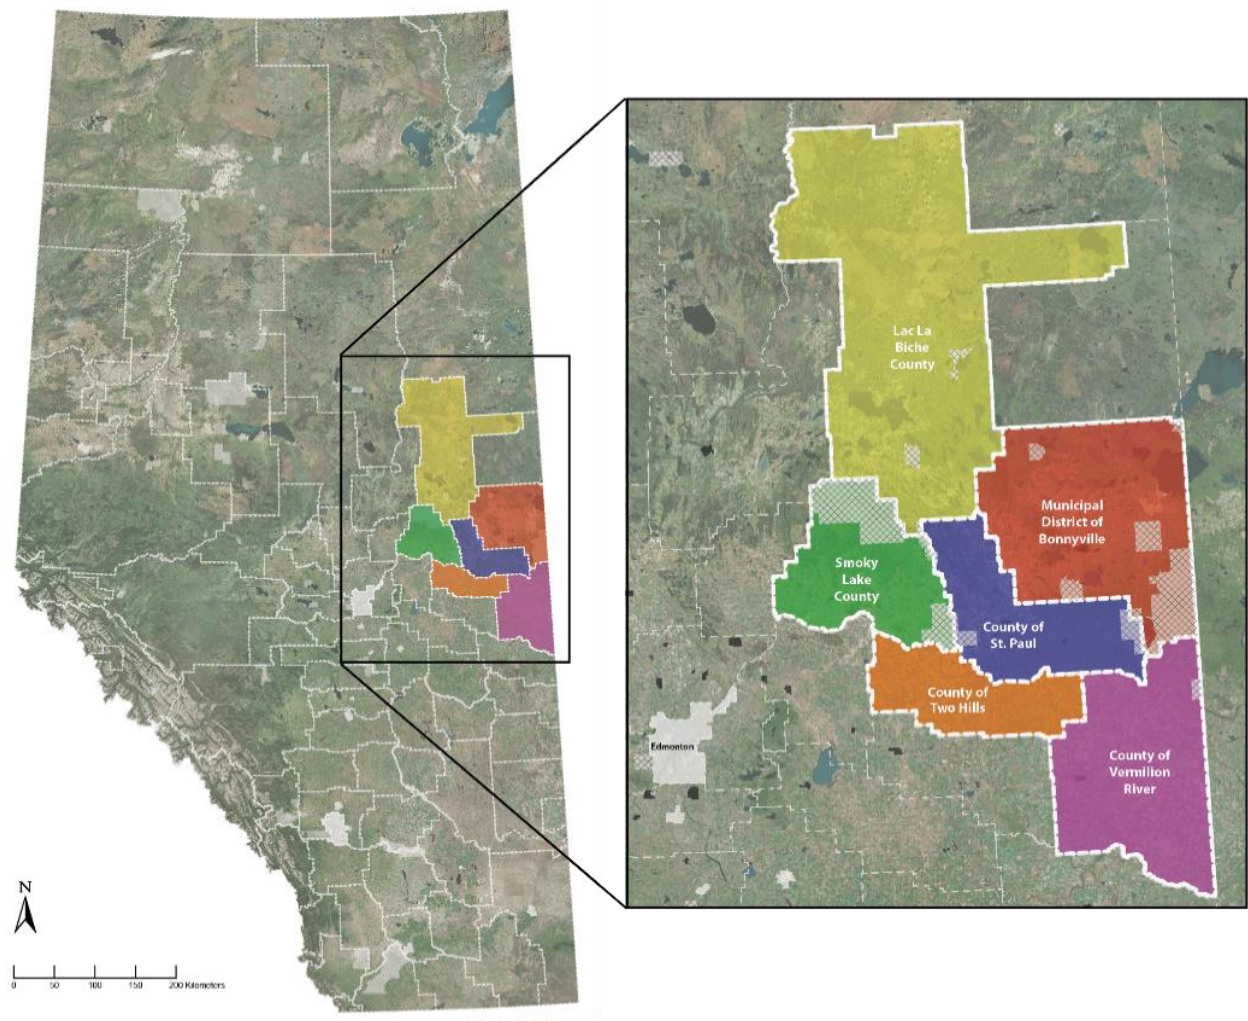 Lac La
Biche
County
Municipal
District of
Bonnyville
Smoky
Lake
County
County of
St. Paul
County of
Two Hills
Edmonton
County of
Vermilion
River
N
0 50 100 150 200 Kilometers